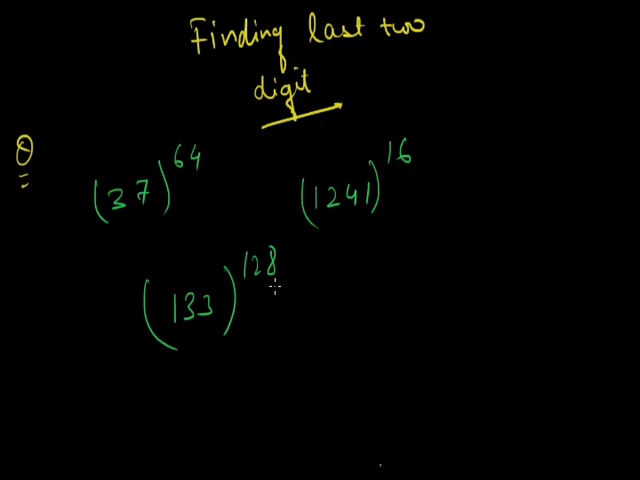 Finding last two
digit
Q (37)^64 (1241)^16
(133)^128